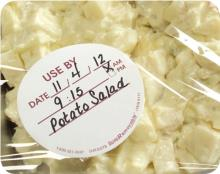 USE BY
11 / 4 / 12 AM
DATE PM
9:15
Potato Salad